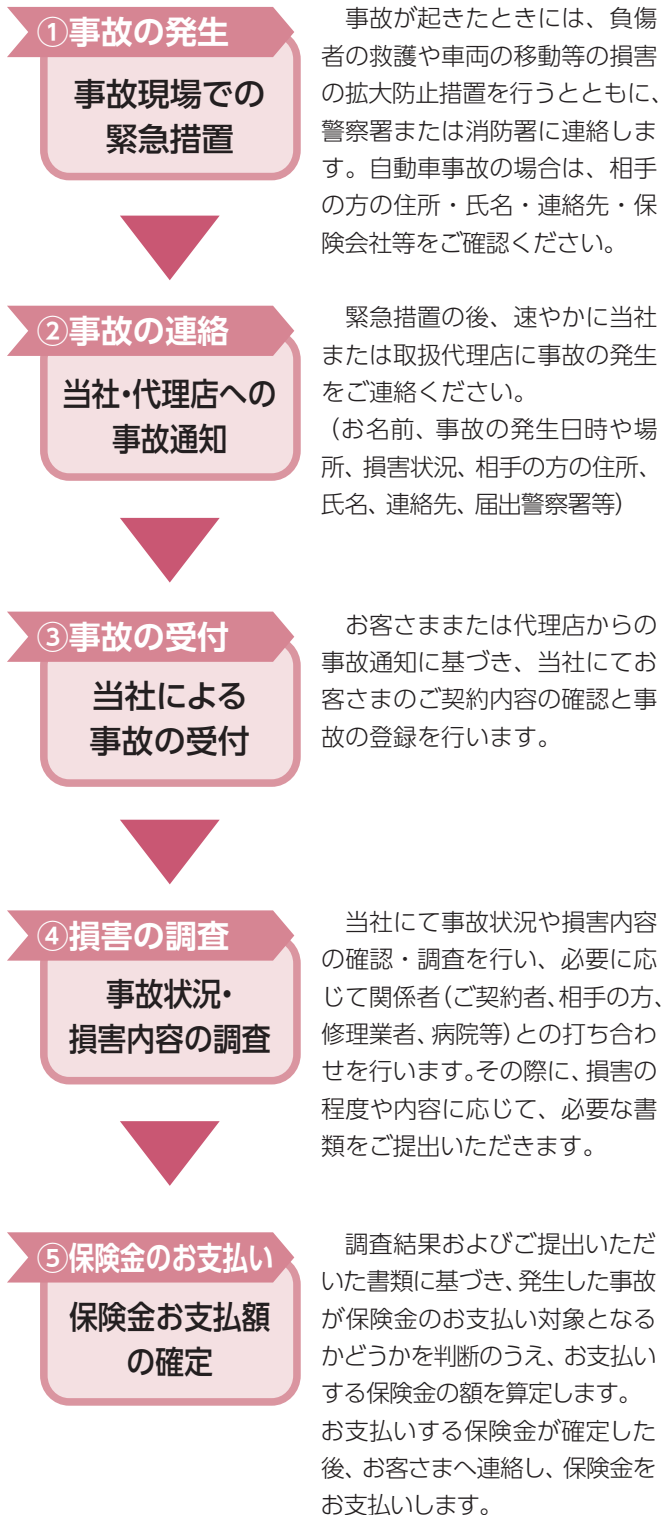 ①事故の発生
事故現場での
緊急措置
　事故が起きたときには、負傷
者の救護や車両の移動等の損害
の拡大防止措置を行うとともに、
警察署または消防署に連絡しま
す。自動車事故の場合は、相手
の方の住所・氏名・連絡先・保
険会社等をご確認ください。
②事故の連絡
当社・代理店への
事故通知
　緊急措置の後、速やかに当社
または取扱代理店に事故の発生
をご連絡ください。
（お名前、事故の発生日時や場
所、損害状況、相手の方の住所、
氏名、連絡先、届出警察署等）
③事故の受付
当社による
事故の受付
　お客さままたは代理店からの
事故通知に基づき、当社にてお
客さまのご契約内容の確認と事
故の登録を行います。
④損害の調査
事故状況・
損害内容の調査
　当社にて事故状況や損害内容
の確認・調査を行い、必要に応
じて関係者（ご契約者、相手の方、
修理業者、病院等）との打ち合わ
せを行います。その際に、損害の
程度や内容に応じて、必要な書
類をご提出いただきます。
⑤保険金のお支払い
保険金お支払額
の確定
　調査結果およびご提出いただ
いた書類に基づき、発生した事故
が保険金のお支払い対象となる
かどうかを判断のうえ、お支払い
する保険金の額を算定します。
お支払いする保険金が確定した
後、お客さまへ連絡し、保険金を
お支払いします。